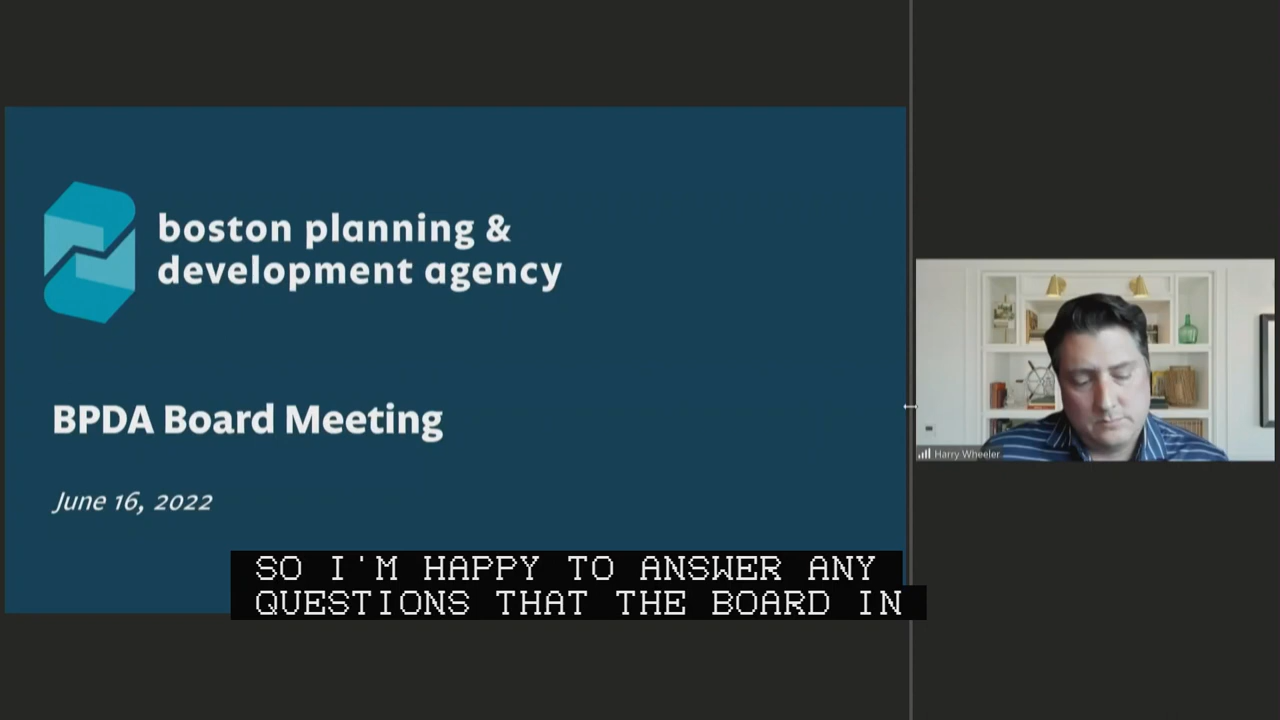 boston planning &
development agency
BPDA Board Meeting
June 16, 2022
SO I'M HAPPY TO ANSWER ANY
QUESTIONS THAT THE BOARD IN
Harry Wheeler